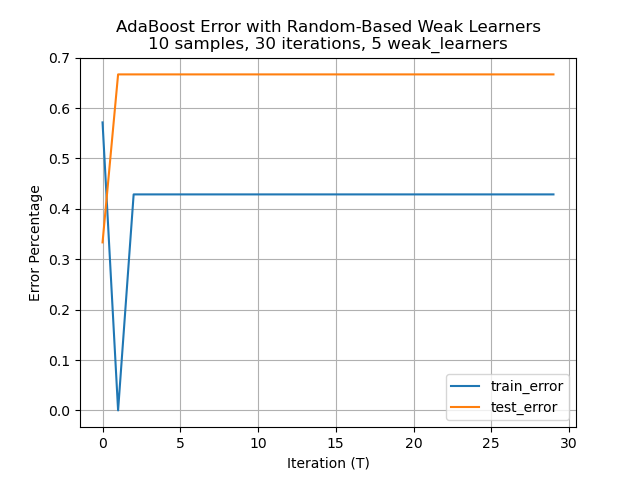 AdaBoost Error with Random-Based Weak Learners
10 samples, 30 iterations, 5 weak_learners
0.7
0.6
0.5
0.4
0.3
0.2
0.1
0.0
Error Percentage
train_error
test_error
0 5 10 15 20 25 30
Iteration (T)